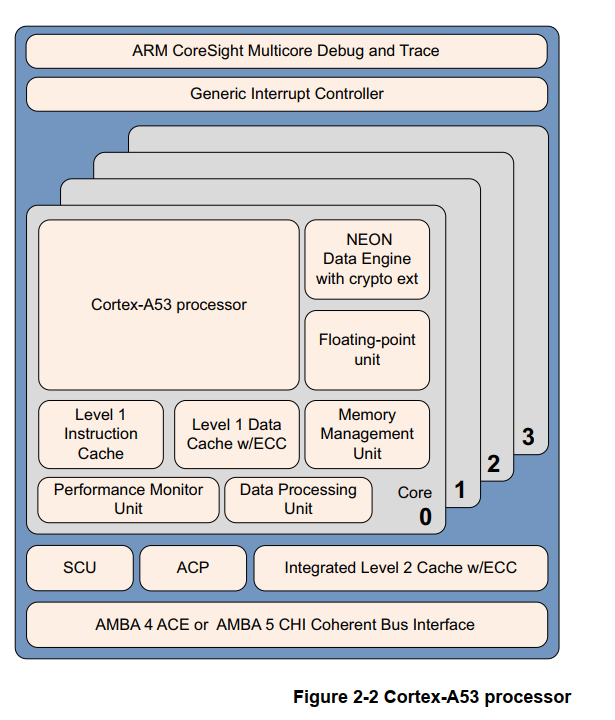 ARM CoreSight Multicore Debug and Trace
Generic Interrupt Controller
Cortex-A53 processor
NEON
Data Engine
with crypto ext
Floating-point
unit
Level 1
Instruction
Cache
Level 1 Data
Cache w/ECC
Memory
Management
Unit
Performance Monitor
Unit
Data Processing
Unit
Core
0
1
2
3
SCU
ACP
Integrated Level 2 Cache w/ECC
AMBA 4 ACE or AMBA 5 CHI Coherent Bus Interface
Figure 2-2 Cortex-A53 processor